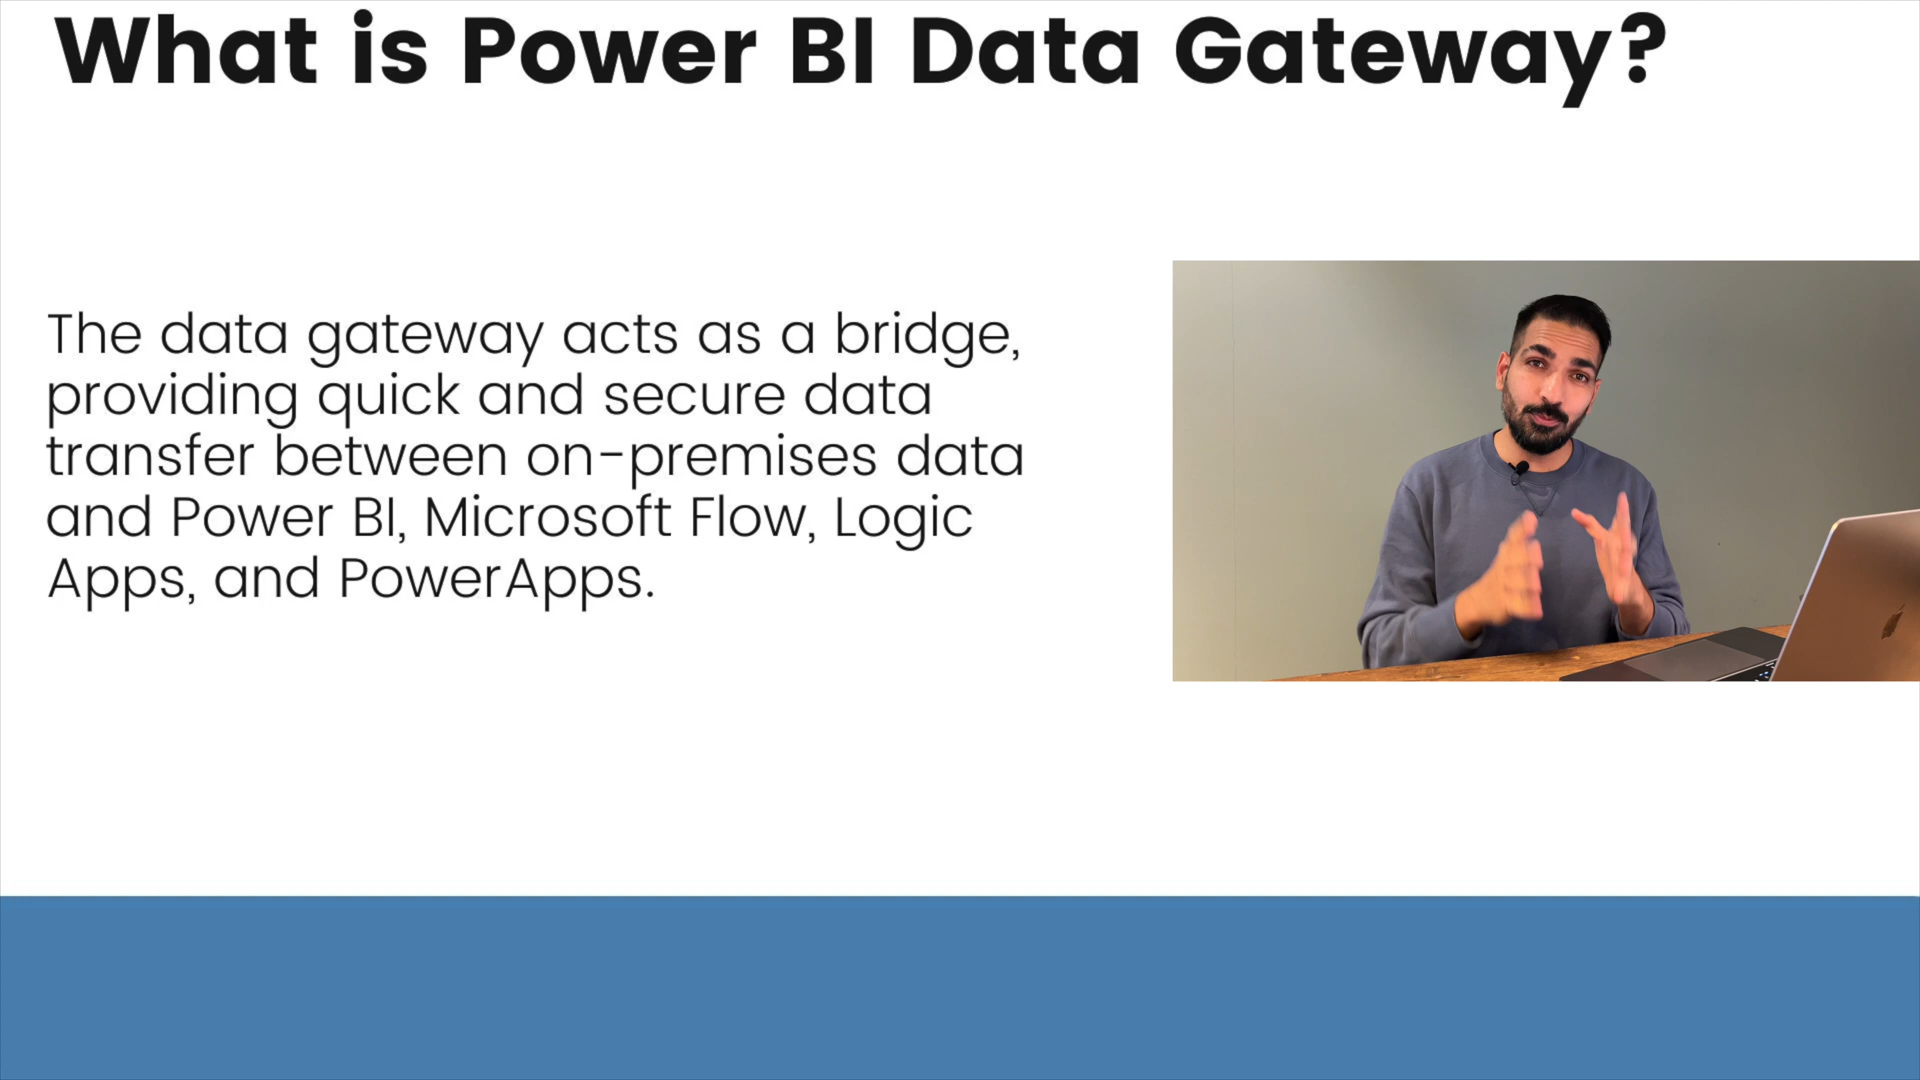 What is Power BI Data Gateway?
The data gateway acts as a bridge,
providing quick and secure data
transfer between on-premises data
and Power BI, Microsoft Flow, Logic
Apps, and PowerApps.